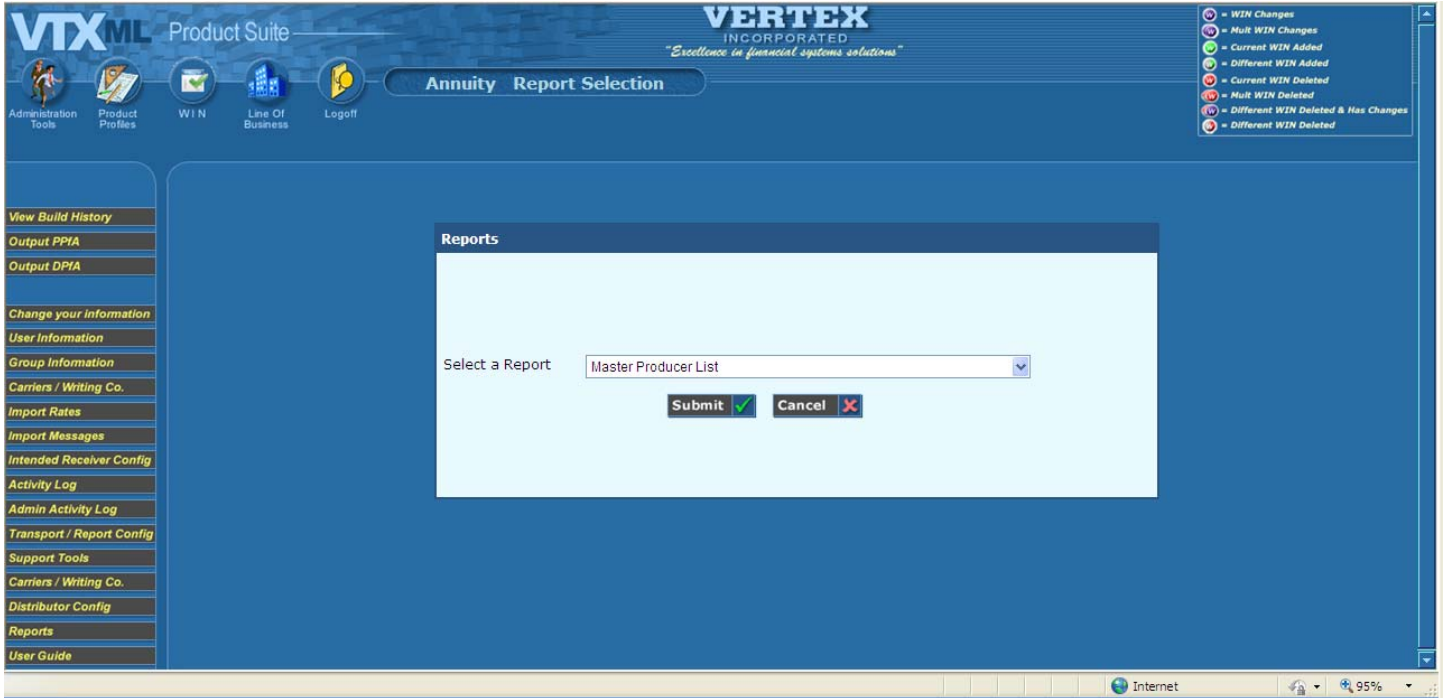 VTXML Product Suite
VERTEX
INCORPORATED
"Excellence in financial systems solutions"
Administration
Tools
Product
Profiles
WIN
Line Of
Business
Logoff
Annuity Report Selection
W = WIN Changes
W = Mult WIN Changes
= Current WIN Added
= Different WIN Added
= Current WIN Deleted
= Mult WIN Deleted
= Different WIN Deleted & Has Changes
= Different WIN Deleted
View Build History
Output PPfA
Output DPfA
Change your information
User Information
Group Information
Carriers / Writing Co.
Import Rates
Import Messages
Intended Receiver Config
Activity Log
Admin Activity Log
Transport / Report Config
Support Tools
Carriers / Writing Co.
Distributor Config
Reports
User Guide
Reports
Select a Report Master Producer List
Submit Cancel
Internet 95%